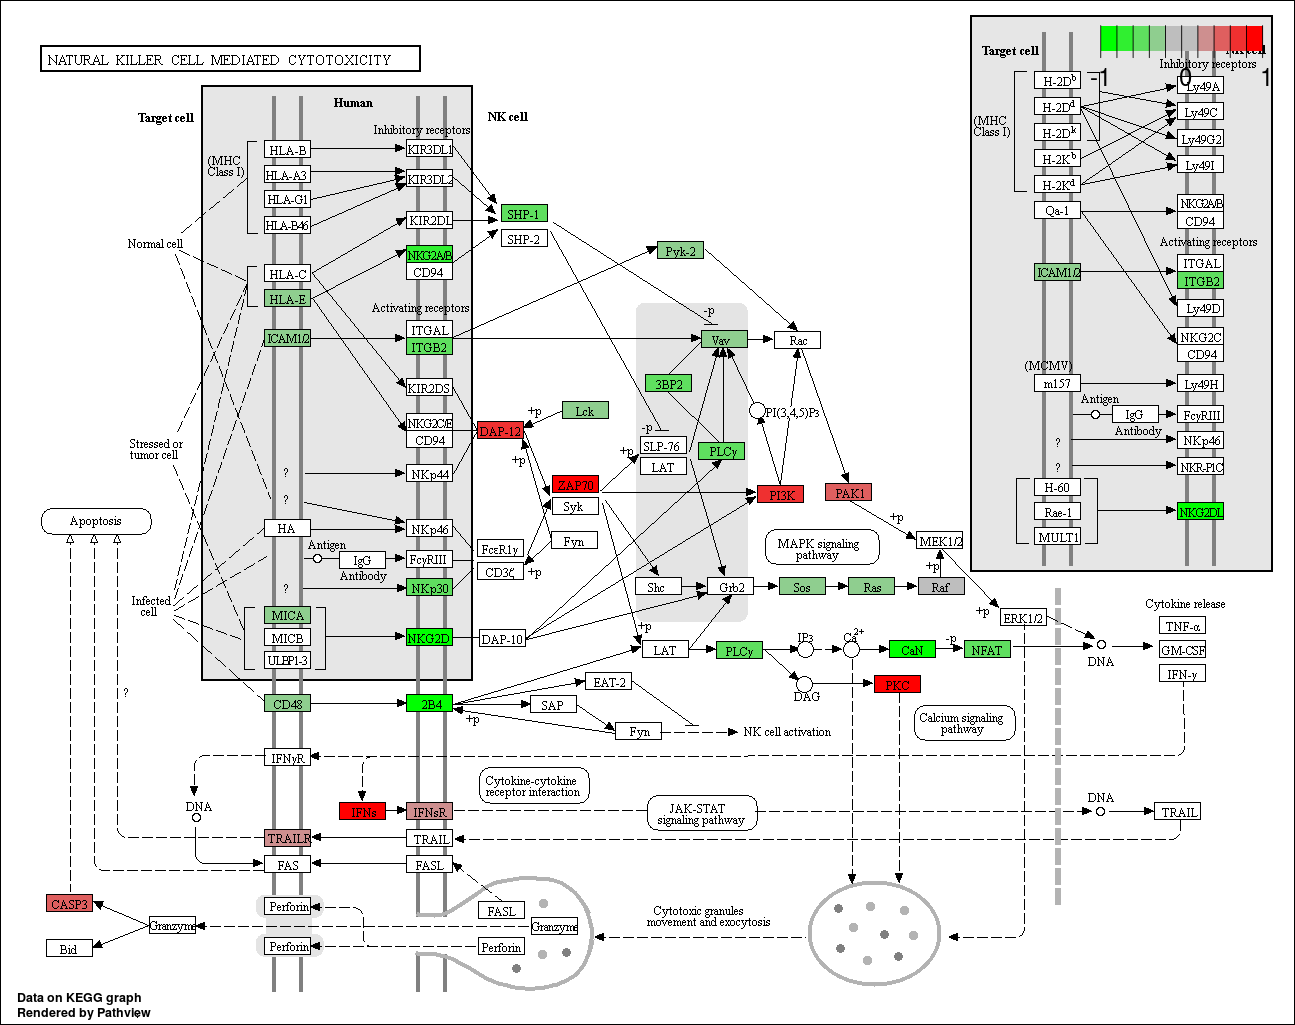 NATURAL KILLER CELL MEDIATED CYTOTOXICITY
Target cell
Human
NK cell
Inhibitory receptors
(MHC
Class I)
HLA-B
HLA-A3
HLA-G1
HLA-B46
HLA-C
HLA-E
ICAM1/2
KIR3DL1
KIR3DL2
KIR2DL
NKG2A/B
CD94
Activating receptors
ITGAL
ITGB2
KIR2DS
NKG2C/E
CD94
NKp44
NKp46
FcγRIII
NKp30
NKG2D
2B4
Normal cell
Stressed or
tumor cell
Infected
cell
?
?
HA
Antigen
IgG
Antibody
?
MICA
MICB
ULBP1-3
CD48
SHP-1
SHP-2
Pyk-2
-p
Vav
Rac
3BP2
Lck
+p
DAP-12
+p
ZAP70
Syk
Fyn
+p
FcεR1γ
CD3ζ
DAP-10
+p
-p
SLP-76
LAT
PLCγ
PI(3,4,5)P3
PI3K
PAK1
+p
MAPK signaling
pathway
MEK1/2
+p
Shc
Grb2
Sos
Ras
Raf
+p
ERK1/2
+p
LAT
PLCγ
IP3
Ca2+
CaN
-p
NFAT
DAG
PKC
DNA
Cytokine release
TNF-α
GM-CSF
IFN-γ
EAT-2
SAP
Fyn
+p
NK cell activation
Calcium signaling
pathway
Apoptosis
?
IFNγR
DNA
IFNs
IFNsR
Cytokine-cytokine
receptor interaction
JAK-STAT
signaling pathway
DNA
TRAIL
TRAILR
TRAIL
FAS
FASL
CASP3
Bid
Granzyme
Perforin
Perforin
FASL
Granzyme
Perforin
Cytotoxic granules
movement and exocytosis
Target cell
NK cell
-1
0
1
Inhibitory receptors
(MHC
Class I)
H-2Db
H-2Dd
H-2Dk
H-2Kb
H-2Kd
Qa-1
ICAM1/2
Ly49A
Ly49C
Ly49G2
Ly49I
NKG2A/B
CD94
Activating receptors
ITGAL
ITGB2
Ly49D
NKG2C
CD94
(MCMV)
m157
Ly49H
Antigen
IgG
Antibody
FcγRIII
?
NKp46
?
NKR-P1C
H-60
Rae-1
MULT1
NKG2DL
Data on KEGG graph
Rendered by Pathview